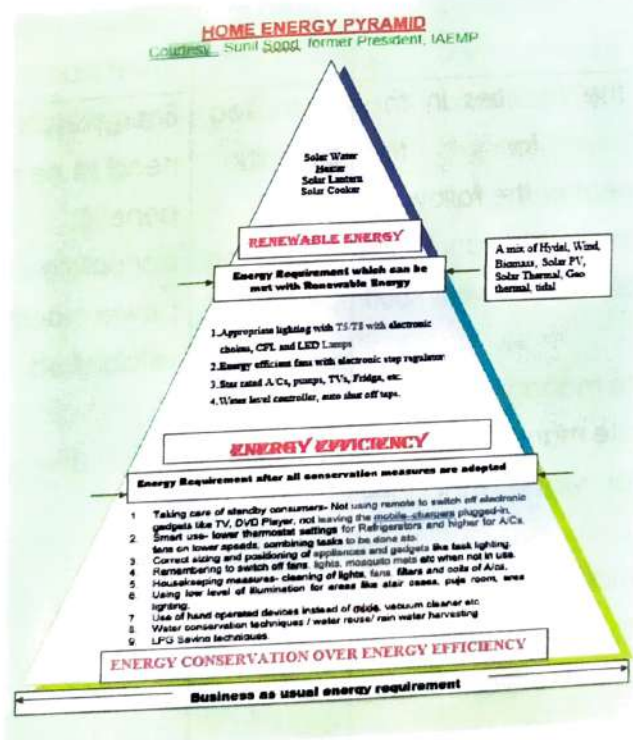 HOME ENERGY PYRAMID
Courtesy Sunil Sood, former President, IAEMP
Solar Water
Heater
Solar Lantern
Solar Cooker
RENEWABLE ENERGY
Energy Requirement which can be
met with Renewable Energy
A mix of Hydel, Wind,
Biomass, Solar PV,
Solar Thermal, Geo
thermal, tidal
1.Appropriate lighting with T5/T8 with electronic
chokes, CFL and LED Lamps
2.Energy efficient fans with electronic step regulator
3.Star rated A/Cs, pumps, TVs, Fridge, etc.
4.Water level controller, auto shut off taps.
ENERGY EFFICIENCY
Energy Requirement after all conservation measures are adopted
1 Taking care of standby consumers- Not using remote to switch off electronic
gadgets like TV, DVD Player, not leaving the mobile chargers plugged-in.
2. Smart use- lower thermostat settings for Refrigerators and higher for A/Cs,
fans on lower speeds, combining tasks to be done etc.
3. Correct sizing and positioning of appliances and gadgets like task lighting.
4 Remembering to switch off fans, lights, mosquito mats etc when not in use.
5 Housekeeping measures- cleaning of lights, fans, filters and coils of A/cs.
6 Using low level of illumination for areas like stair cases, puja room, area
lighting.
7 Use of hand operated devices instead of mixie, vacuum cleaner etc
8 Water conservation techniques / water reuse/ rain water harvesting
9. LPG Saving techniques
ENERGY CONSERVATION OVER ENERGY EFFICIENCY
Business as usual energy requirement